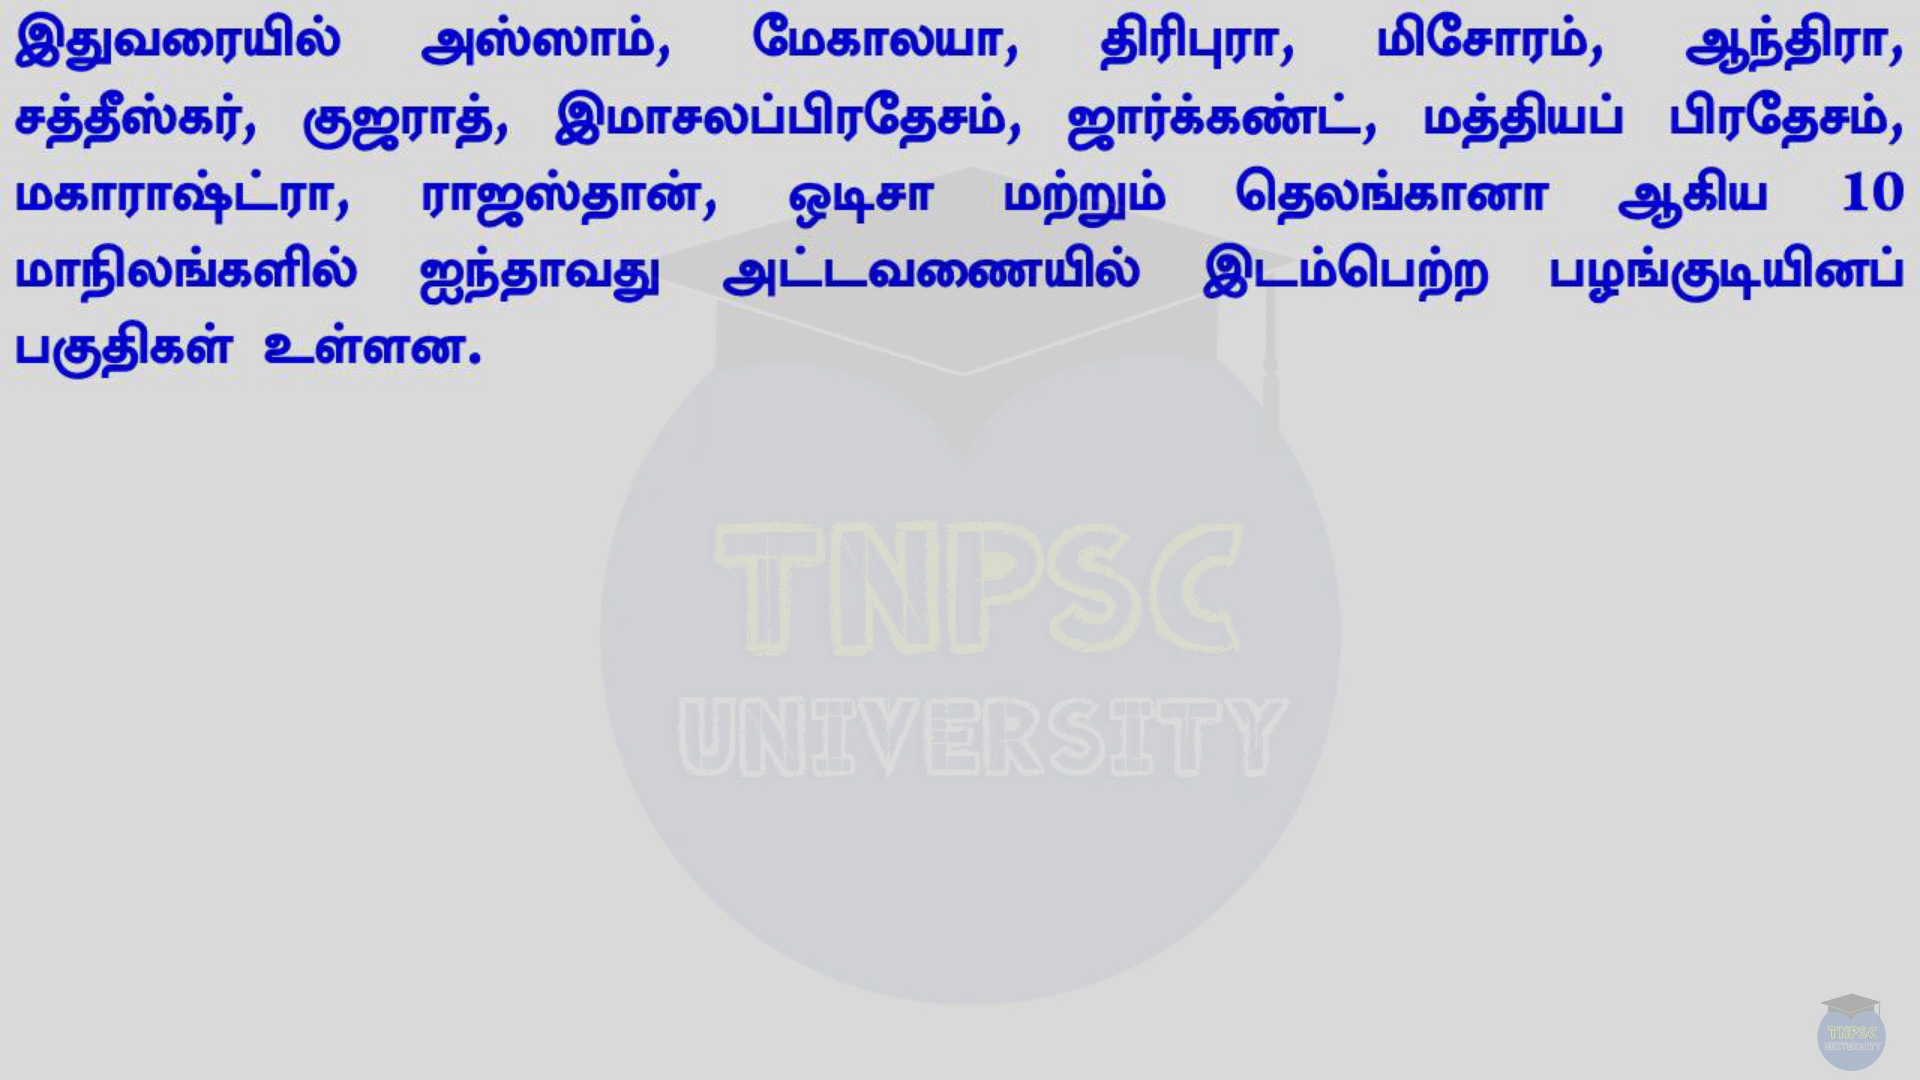 இதுவரையில் அஸ்ஸாம், மேகாலயா, திரிபுரா, மிசோரம், ஆந்திரா,
சத்தீஸ்கர், குஜராத், இமாசலப்பிரதேசம், ஜார்க்கண்ட், மத்தியப் பிரதேசம்,
மகாராஷ்ட்ரா, ராஜஸ்தான், ஒடிசா மற்றும் தெலங்கானா ஆகிய 10
மாநிலங்களில் ஐந்தாவது அட்டவணையில் இடம்பெற்ற பழங்குடியினப்
பகுதிகள் உள்ளன.
TNPSC
UNIVERSITY
TNPSC
UNIVERSITY